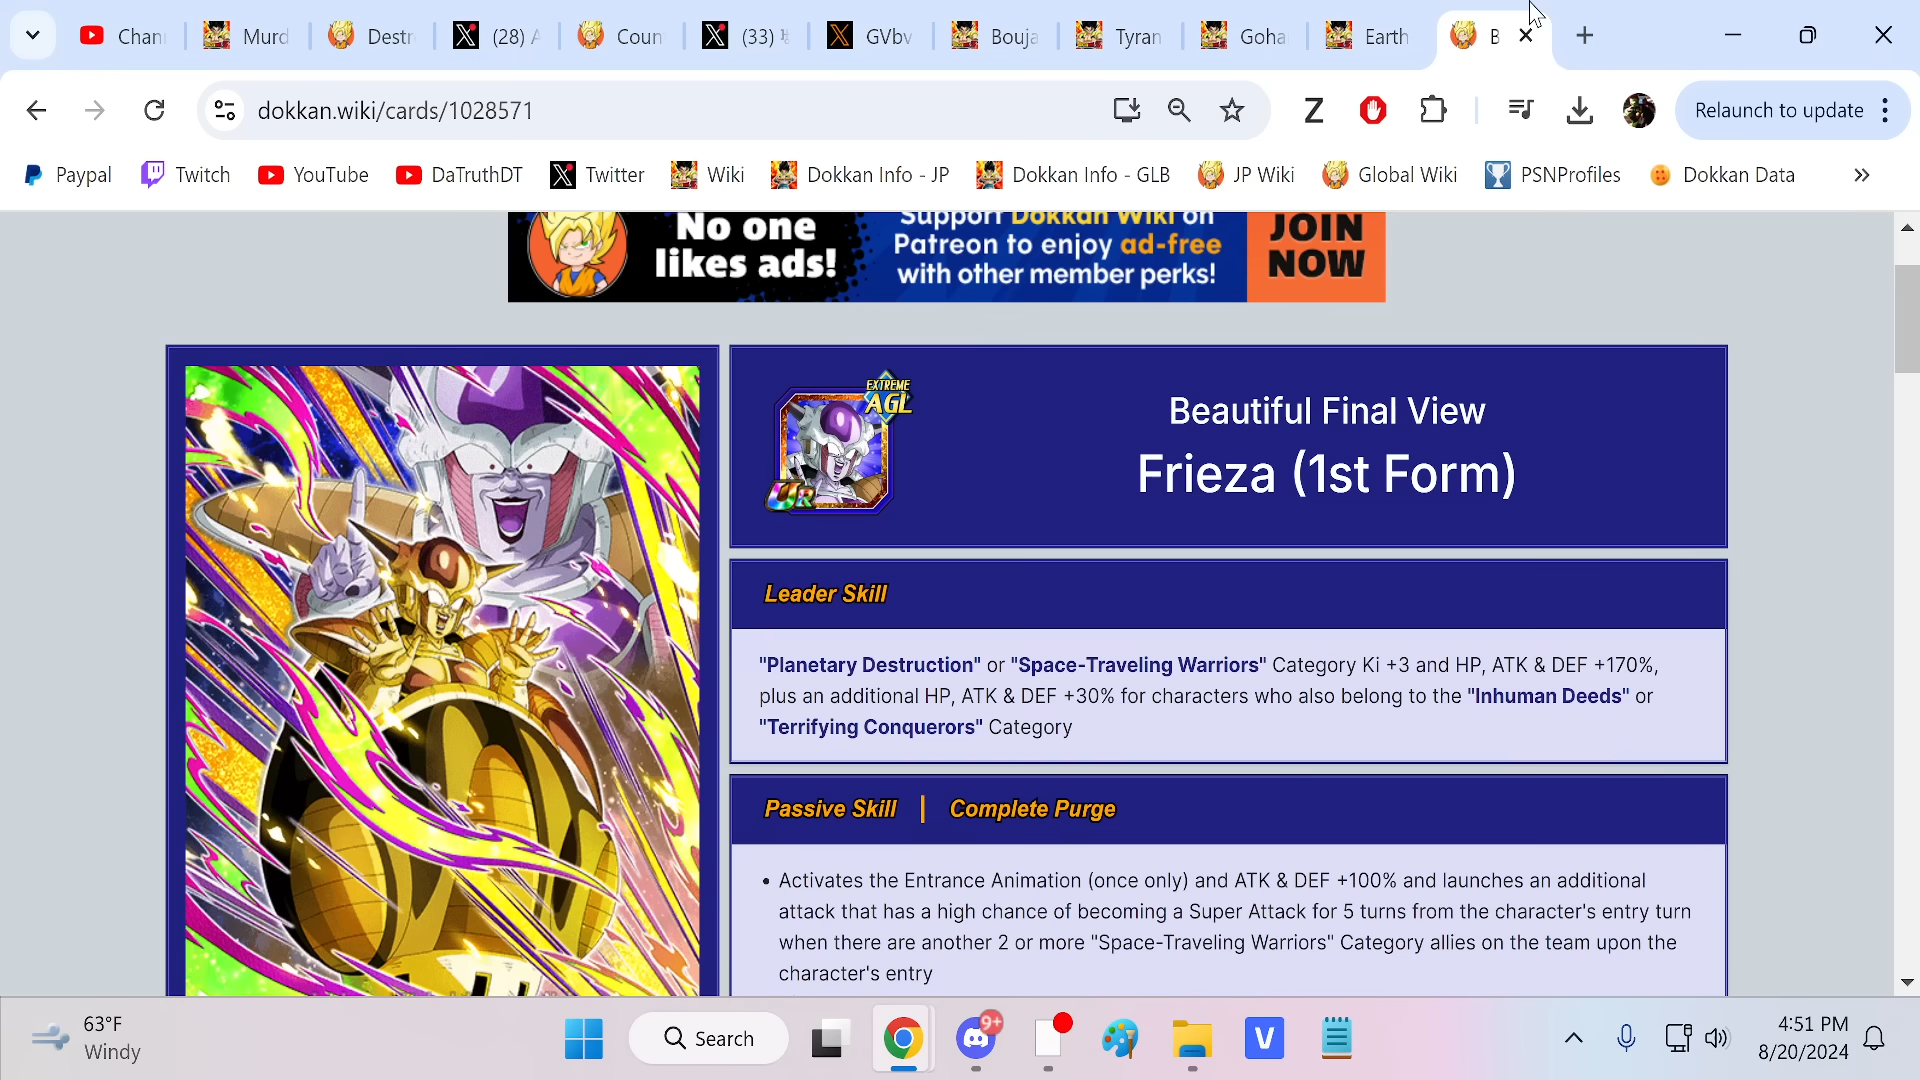 Chan
Murd
Destr
(28) A
Coun
(33)
GVbv
Bouja
Tyran
Goha
Earth
B
dokkan.wiki/cards/1028571
Z
Relaunch to update
Paypal
Twitch
YouTube
DaTruthDT
Twitter
Wiki
Dokkan Info - JP
Dokkan Info - GLB
JP Wiki
Global Wiki
PSNProfiles
Dokkan Data
No one
likes ads!
Support Dokkan Wiki on
Patreon to enjoy ad-free
with other member perks!
JOIN
NOW
EXTREME
AGL
UR
Beautiful Final View
Frieza (1st Form)
Leader Skill
"Planetary Destruction" or "Space-Traveling Warriors" Category Ki +3 and HP, ATK & DEF +170%,
plus an additional HP, ATK & DEF +30% for characters who also belong to the "Inhuman Deeds" or
"Terrifying Conquerors" Category
Passive Skill | Complete Purge
• Activates the Entrance Animation (once only) and ATK & DEF +100% and launches an additional
attack that has a high chance of becoming a Super Attack for 5 turns from the character's entry turn
when there are another 2 or more "Space-Traveling Warriors" Category allies on the team upon the
character's entry
63°F
Windy
Search
9+
V
4:51 PM
8/20/2024